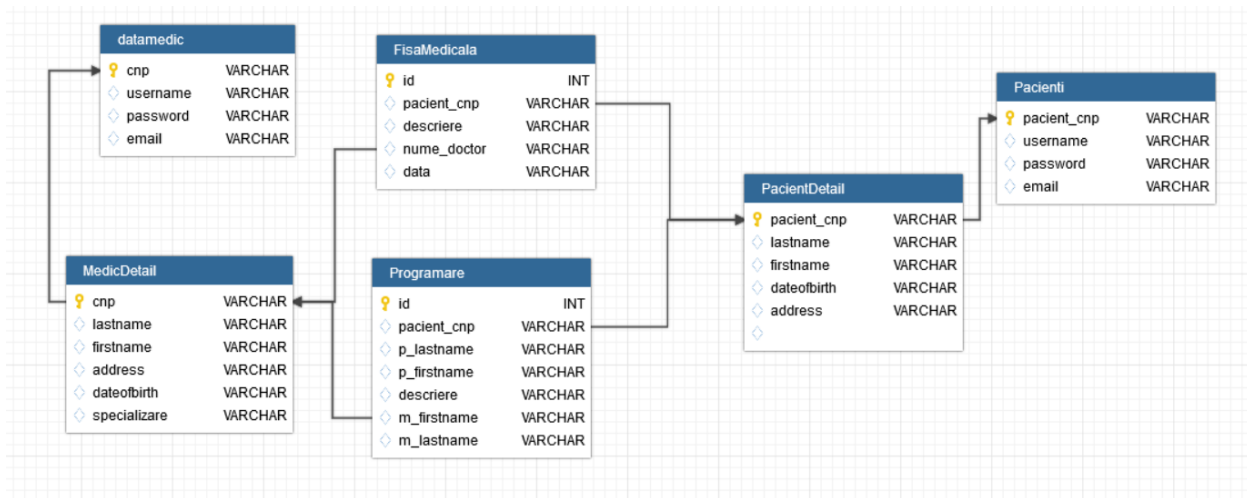 datamedic
cnp VARCHAR
username VARCHAR
password VARCHAR
email VARCHAR
FisaMedicala
id INT
pacient_cnp VARCHAR
descriere VARCHAR
nume_doctor VARCHAR
data VARCHAR
Pacienti
pacient_cnp VARCHAR
username VARCHAR
password VARCHAR
email VARCHAR
PacientDetail
pacient_cnp VARCHAR
lastname VARCHAR
firstname VARCHAR
dateofbirth VARCHAR
address VARCHAR
MedicDetail
cnp VARCHAR
lastname VARCHAR
firstname VARCHAR
address VARCHAR
dateofbirth VARCHAR
specializare VARCHAR
Programare
id INT
pacient_cnp VARCHAR
p_lastname VARCHAR
p_firstname VARCHAR
descriere VARCHAR
m_firstname VARCHAR
m_lastname VARCHAR